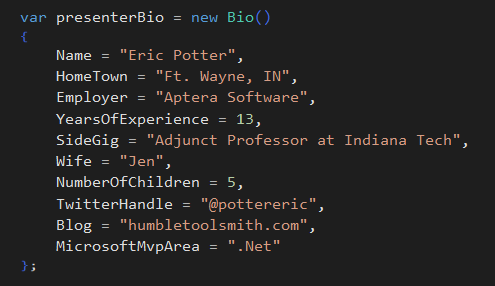 var presenterBio = new Bio()
{
    Name = "Eric Potter",
    HomeTown = "Ft. Wayne, IN",
    Employer = "Aptera Software",
    YearsOfExperience = 13,
    SideGig = "Adjunct Professor at Indiana Tech",
    Wife = "Jen",
    NumberOfChildren = 5,
    TwitterHandle = "@pottereric",
    Blog = "humbletoolsmith.com",
    MicrosoftMvpArea = ".Net"
};